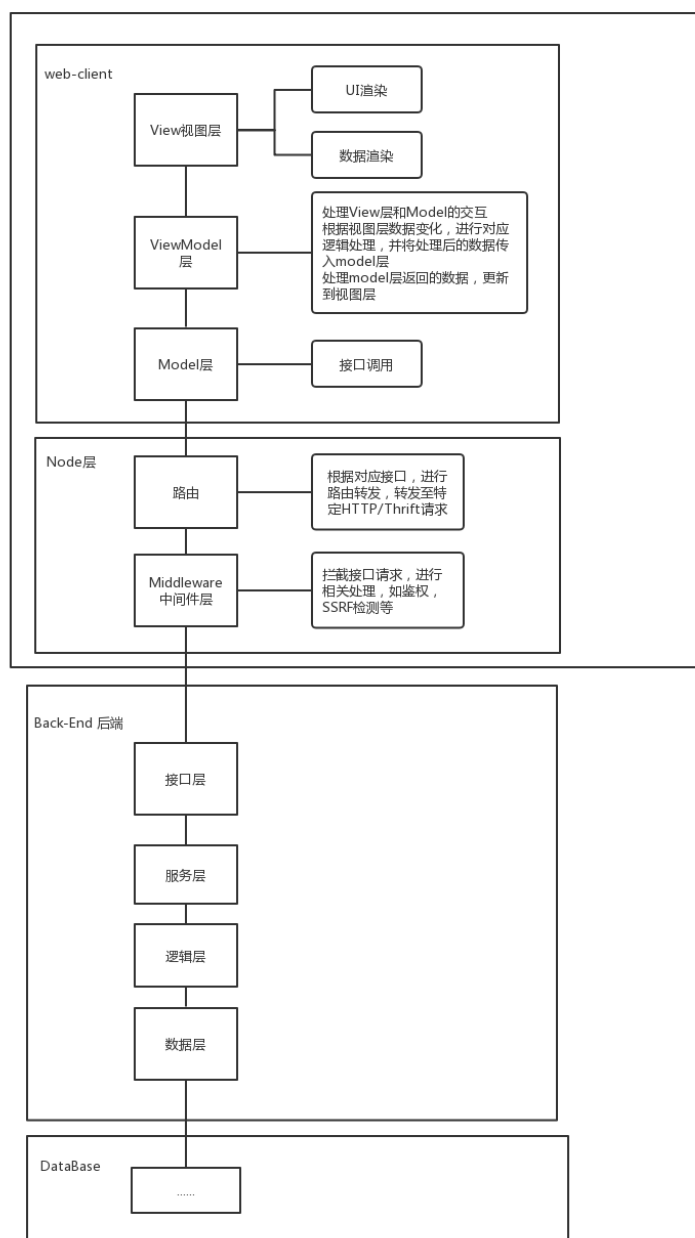 web-client
View视图层
UI渲染
数据渲染
ViewModel
层
处理View层和Model的交互
根据视图层数据变化，进行对应
逻辑处理，并将处理后的数据传
入model层
处理model层返回的数据，更新
到视图层
Model层
接口调用
Node层
路由
根据对应接口，进行
路由转发，转发至特
定HTTP/Thrift请求
Middleware
中间件层
拦截接口请求，进行
相关处理，如鉴权，
SSRF检测等
Back-End 后端
接口层
服务层
逻辑层
数据层
DataBase
......